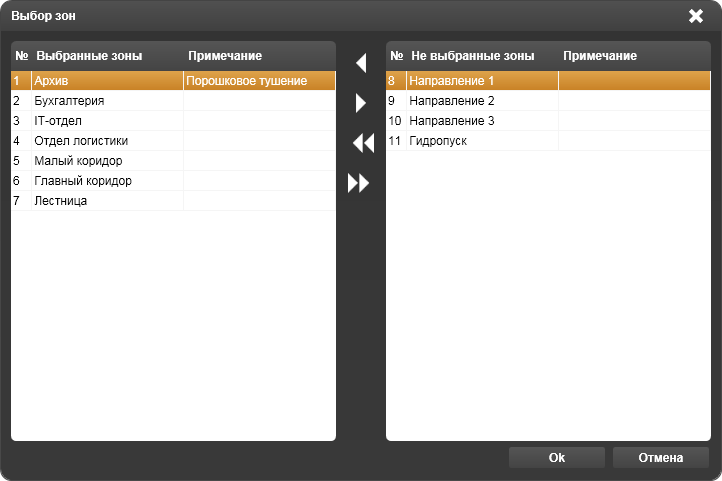 Выбор зон
№ Выбранные зоны Примечание
1 Архив Порошковое тушение
2 Бухгалтерия
3 IT-отдел
4 Отдел логистики
5 Малый коридор
6 Главный коридор
7 Лестница
№ Не выбранные зоны Примечание
8 Направление 1
9 Направление 2
10 Направление 3
11 Гидропуск
Ok Отмена